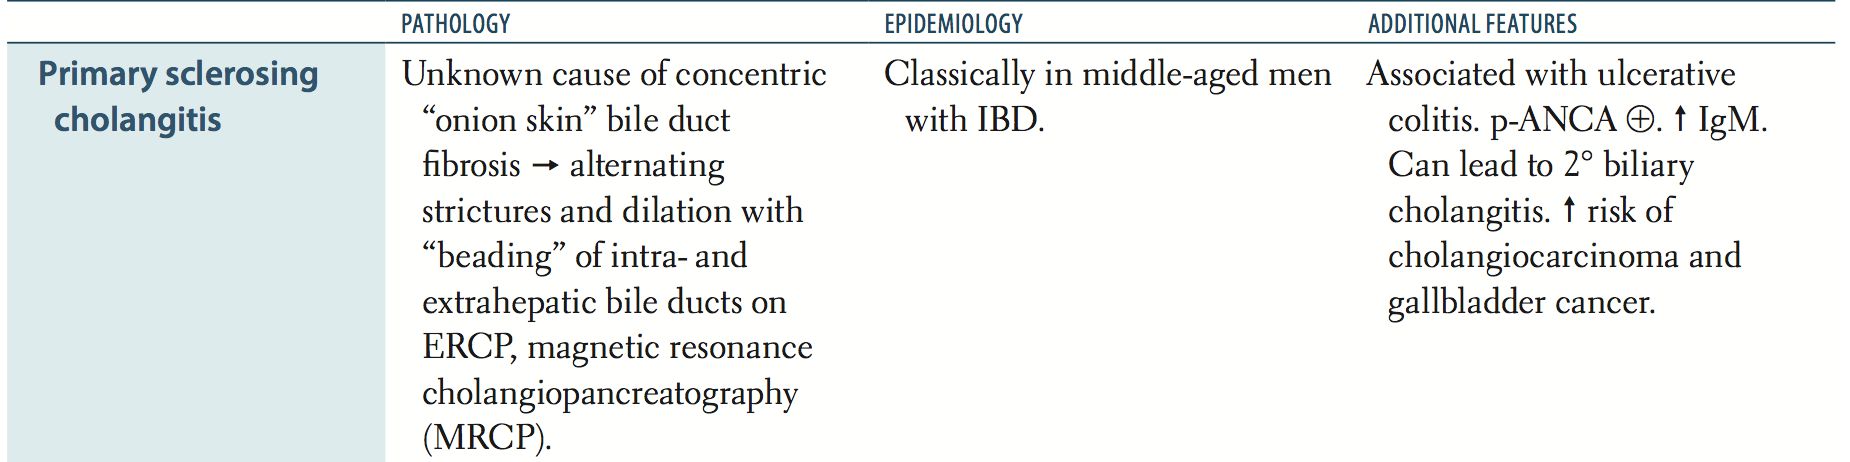 PATHOLOGY
EPIDEMIOLOGY
ADDITIONAL FEATURES
Primary sclerosing
cholangitis
Unknown cause of concentric
“onion skin” bile duct
fibrosis → alternating
strictures and dilation with
“beading” of intra- and
extrahepatic bile ducts on
ERCP, magnetic resonance
cholangiopancreatography
(MRCP).
Classically in middle-aged men
with IBD.
Associated with ulcerative
colitis. p-ANCA ⊕. ↑ IgM.
Can lead to 2° biliary
cholangitis. ↑ risk of
cholangiocarcinoma and
gallbladder cancer.